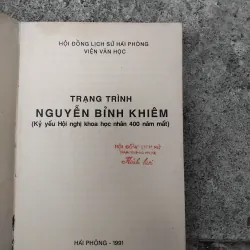 HỘI ĐỒNG LỊCH SỬ HẢI PHÒNG
VIỆN VĂN HỌC
TRẠNG TRÌNH
NGUYỄN BỈNH KHIÊM
(Kỷ yếu Hội nghị khoa học nhân 400 năm mất)
HẢI PHÒNG - 1991